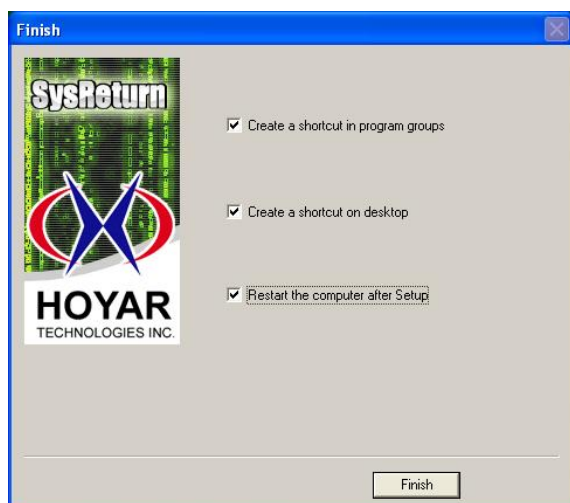 Finish
SysReturn
Create a shortcut in program groups
Create a shortcut on desktop
Restart the computer after Setup
HOYAR
TECHNOLOGIES INC.
Finish